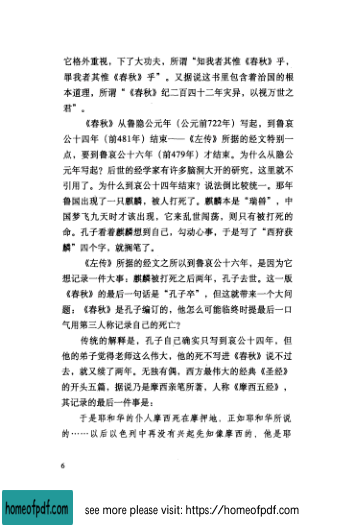 它格外重视，下了大功夫，所谓“知我者其惟《春秋》乎，
罪我者其惟《春秋》乎”。又据说这书里包含着治国的根
本道理，所谓“《春秋》纪二百四十二年灾异，以视万世之
君”。
《春秋》从鲁隐公元年（公元前722年）写起，到鲁哀
公十四年（前481年）结束——《左传》所据的经文特别一
点，要到鲁哀公十六年（前479年）才结束。为什么从隐公
元年写起？后世的经学家有许多脑洞大开的研究，这里就不
引用了。为什么到哀公十四年结束？说法倒比较统一。那年
鲁国出现了一只麒麟，被人打死了。麒麟本是“瑞兽”，中
国梦飞九天时才该出现，它来乱世闯荡，则只有被打死的
命。孔子看着麒麟想到自己，勾动心事，于是写了“西狩获
麟”四个字，就搁笔了。
《左传》所据的经文之所以到鲁哀公十六年，是因为它
想记录一件大事：麒麟被打死之后两年，孔子去世。这一版
《春秋》的最后一句话是“孔子卒”，但这就带来一个大问
题：《春秋》是孔子编订的，他怎么可能临终时提最后一口
气用第三人称记录自己的死亡？
传统的解释是，孔子自己确实只写到哀公十四年，但
他的弟子觉得老师这么伟大，他的死不写进《春秋》说不过
去，就又续了两年。无独有偶，西方最伟大的经典《圣经》
的开头五篇，据说乃是摩西亲笔所著，人称《摩西五经》，
其记录的最后一件事是：
于是耶和华的仆人摩西死在摩押地，正如耶和华所说
的……以后以色列中再没有兴起先知像摩西的，他是耶
6
homeofpdf.com
see more please visit: https://homeofpdf.com